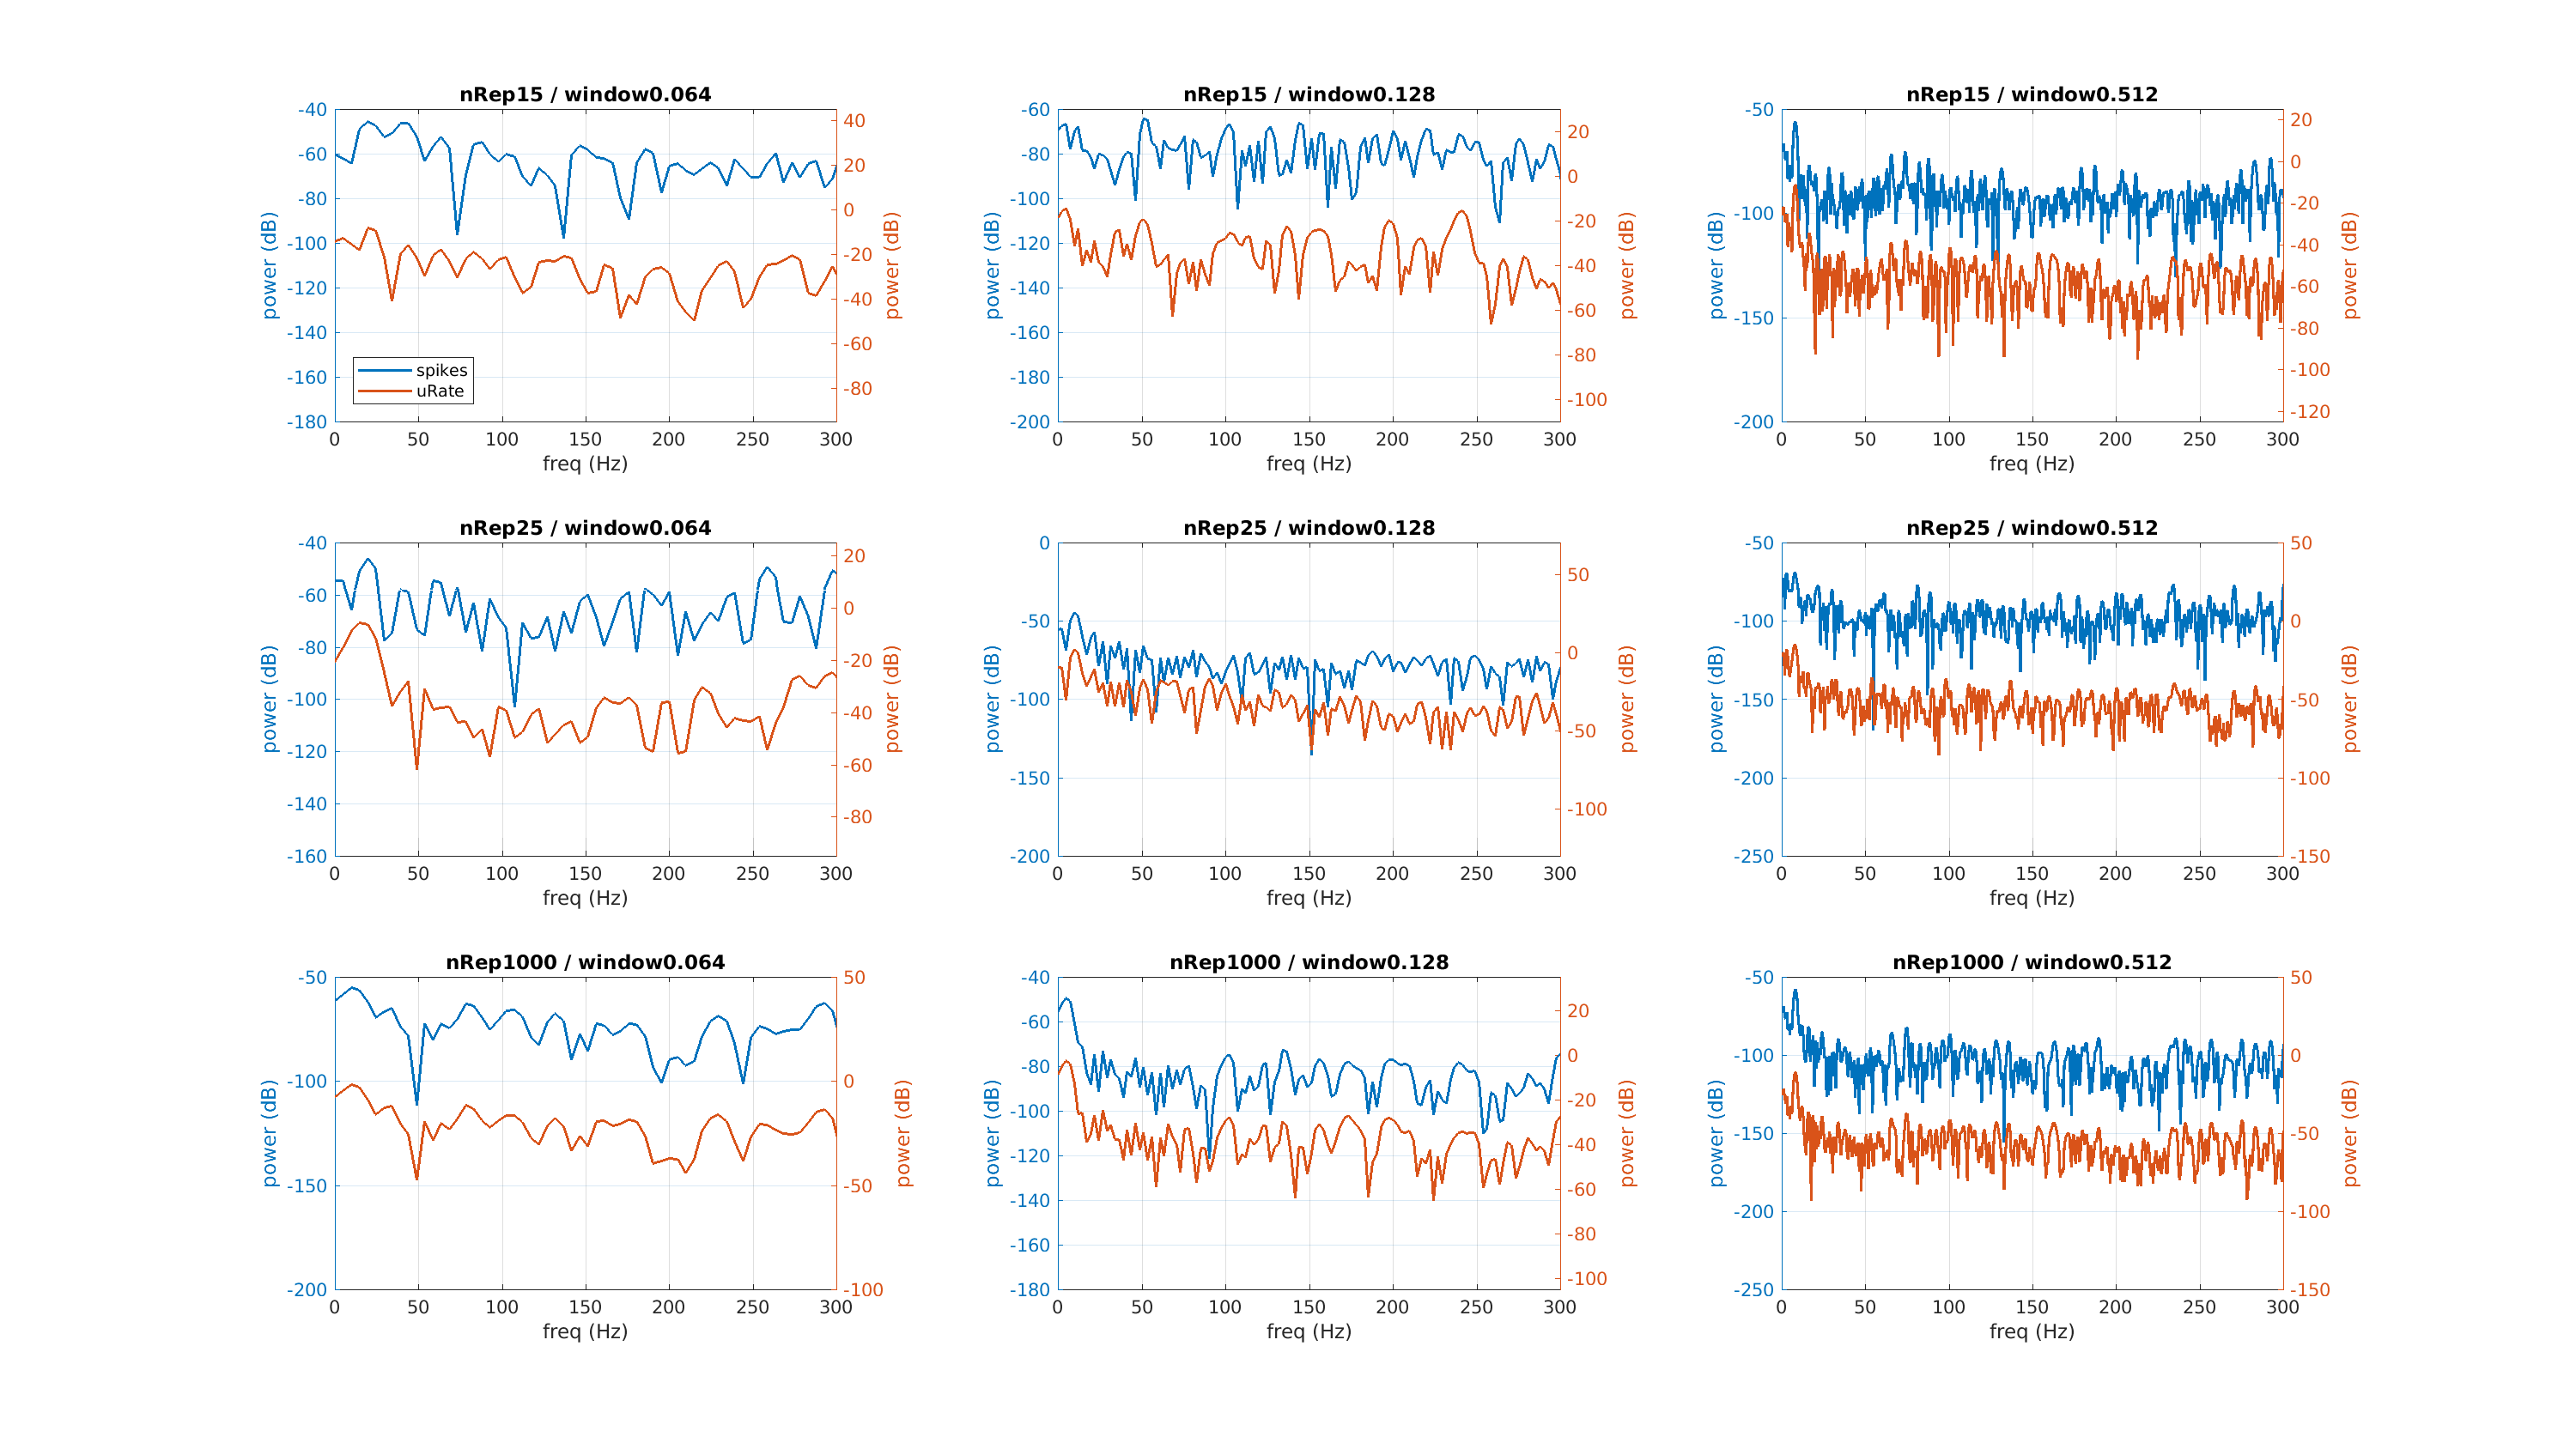 nRep15 / window0.064
-40
-60
-80
-100
-120
-140
-160
-180
40
20
0
-20
-40
-60
-80
power (dB)
power (dB)
spikes
uRate
0 50 100 150 200 250 300
freq (Hz)
nRep15 / window0.128
-60
-80
-100
-120
-140
-160
-180
-200
20
0
-20
-40
-60
-80
-100
power (dB)
power (dB)
0 50 100 150 200 250 300
freq (Hz)
nRep15 / window0.512
-50
-100
-150
-200
20
0
-20
-40
-60
-80
-100
-120
power (dB)
power (dB)
0 50 100 150 200 250 300
freq (Hz)
nRep25 / window0.064
-40
-60
-80
-100
-120
-140
-160
20
0
-20
-40
-60
-80
power (dB)
power (dB)
0 50 100 150 200 250 300
freq (Hz)
nRep25 / window0.128
0
-50
-100
-150
-200
50
0
-50
-100
power (dB)
power (dB)
0 50 100 150 200 250 300
freq (Hz)
nRep25 / window0.512
-50
-100
-150
-200
-250
50
0
-50
-100
-150
power (dB)
power (dB)
0 50 100 150 200 250 300
freq (Hz)
nRep1000 / window0.064
-50
-100
-150
-200
50
0
-50
-100
power (dB)
power (dB)
0 50 100 150 200 250 300
freq (Hz)
nRep1000 / window0.128
-40
-60
-80
-100
-120
-140
-160
-180
20
0
-20
-40
-60
-80
-100
power (dB)
power (dB)
0 50 100 150 200 250 300
freq (Hz)
nRep1000 / window0.512
-50
-100
-150
-200
-250
50
0
-50
-100
-150
power (dB)
power (dB)
0 50 100 150 200 250 300
freq (Hz)